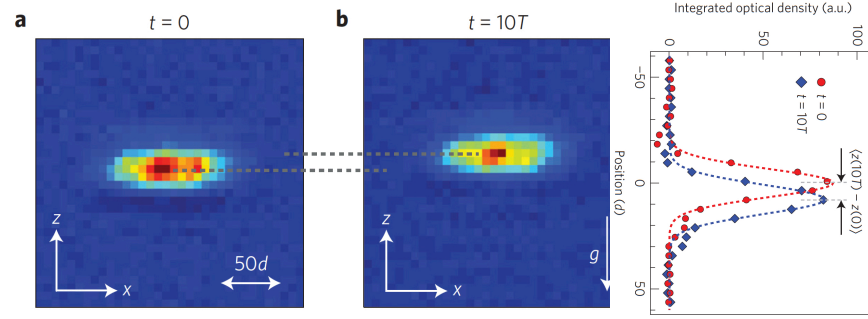 a
t = 0
z
x
50d
b
t = 10T
z
x
g
Integrated optical density (a.u.)
0
50
100
−50
0
50
Position (d)
t = 0
t = 10T
⟨z(10T) − z(0)⟩